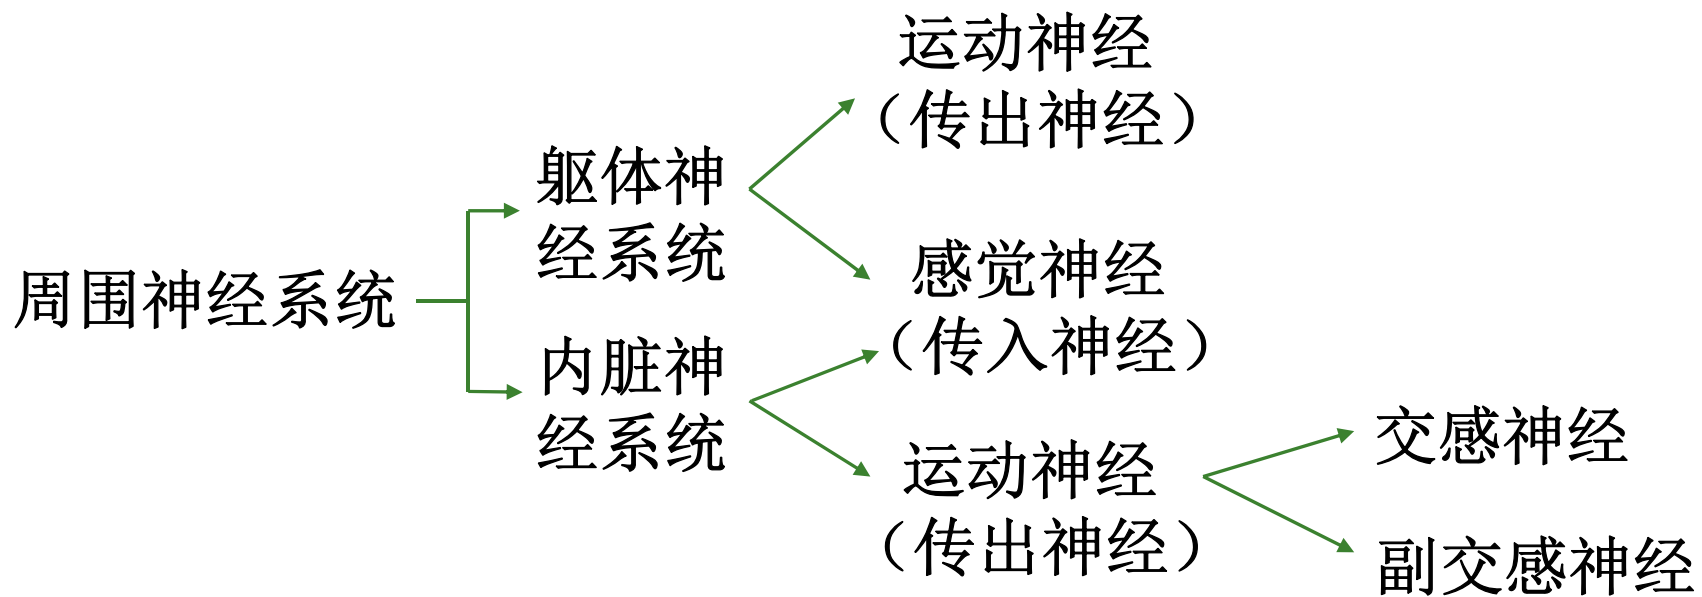 周围神经系统
躯体神
经系统
内脏神
经系统
运动神经
（传出神经）
感觉神经
（传入神经）
运动神经
（传出神经）
交感神经
副交感神经